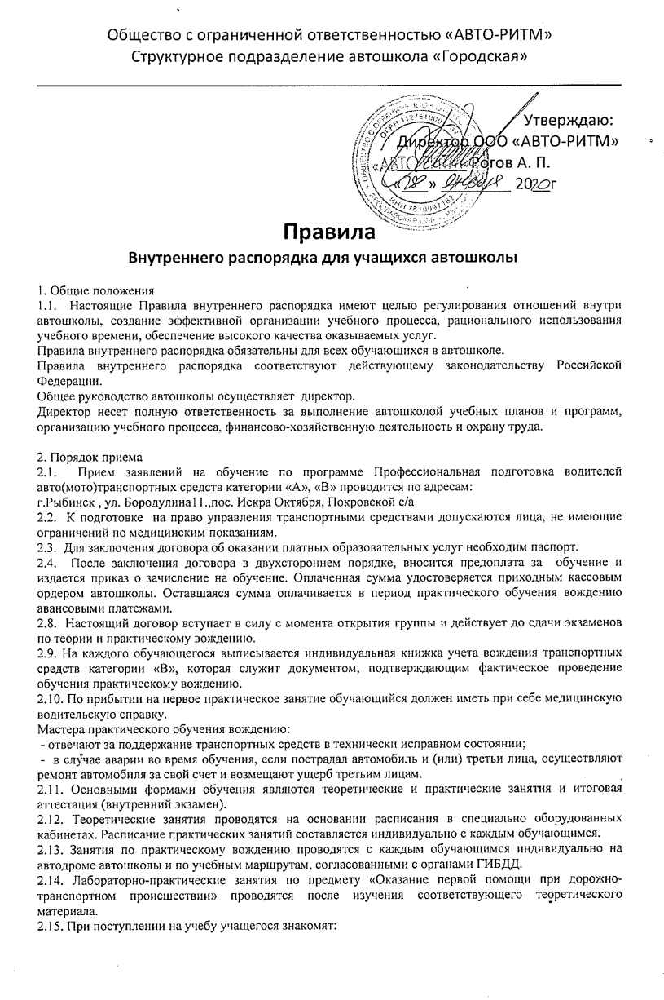 Общество с ограниченной ответственностью «АВТО-РИТМ»
Структурное подразделение автошкола «Городская»
Утверждаю:
Директор ООО «АВТО-РИТМ»
Рогов А. П.
«28» января 2020г
Правила
Внутреннего распорядка для учащихся автошколы
1. Общие положения
1.1. Настоящие Правила внутреннего распорядка имеют целью регулирования отношений внутри
автошколы, создание эффективной организации учебного процесса, рационального использования
учебного времени, обеспечение высокого качества оказываемых услуг.
Правила внутреннего распорядка обязательны для всех обучающихся в автошколе.
Правила внутреннего распорядка соответствуют действующему законодательству Российской
Федерации.
Общее руководство автошколы осуществляет директор.
Директор несет полную ответственность за выполнение автошколой учебных планов и программ,
организацию учебного процесса, финансово-хозяйственную деятельность и охрану труда.
2. Порядок приема
2.1. Прием заявлений на обучение по программе Профессиональная подготовка водителей
авто(мото)транспортных средств категории «А», «В» проводится по адресам:
г.Рыбинск , ул. Бородулина11.,пос. Искра Октября, Покровской с/а
2.2. К подготовке на право управления транспортными средствами допускаются лица, не имеющие
ограничений по медицинским показаниям.
2.3. Для заключения договора об оказании платных образовательных услуг необходим паспорт.
2.4. После заключения договора в двухстороннем порядке, вносится предоплата за обучение и
издается приказ о зачисление на обучение. Оплаченная сумма удостоверяется приходным кассовым
ордером автошколы. Оставшаяся сумма оплачивается в период практического обучения вождению
авансовыми платежами.
2.8. Настоящий договор вступает в силу с момента открытия группы и действует до сдачи экзаменов
по теории и практическому вождению.
2.9. На каждого обучающегося выписывается индивидуальная книжка учета вождения транспортных
средств категории «В», которая служит документом, подтверждающим фактическое проведение
обучения практическому вождению.
2.10. По прибытии на первое практическое занятие обучающийся должен иметь при себе медицинскую
водительскую справку.
Мастера практического обучения вождению:
- отвечают за поддержание транспортных средств в технически исправном состоянии;
- в случае аварии во время обучения, если пострадал автомобиль и (или) третьи лица, осуществляют
ремонт автомобиля за свой счет и возмещают ущерб третьим лицам.
2.11. Основными формами обучения являются теоретические и практические занятия и итоговая
аттестация (внутренний экзамен).
2.12. Теоретические занятия проводятся на основании расписания в специально оборудованных
кабинетах. Расписание практических занятий составляется индивидуально с каждым обучающимся.
2.13. Занятия по практическому вождению проводятся с каждым обучающимся индивидуально на
автодроме автошколы и по учебным маршрутам, согласованными с органами ГИБДД.
2.14. Лабораторно-практические занятия по предмету «Оказание первой помощи при дорожно-
транспортном происшествии» проводятся после изучения соответствующего теоретического
материала.
2.15. При поступлении на учебу учащегося знакомят: